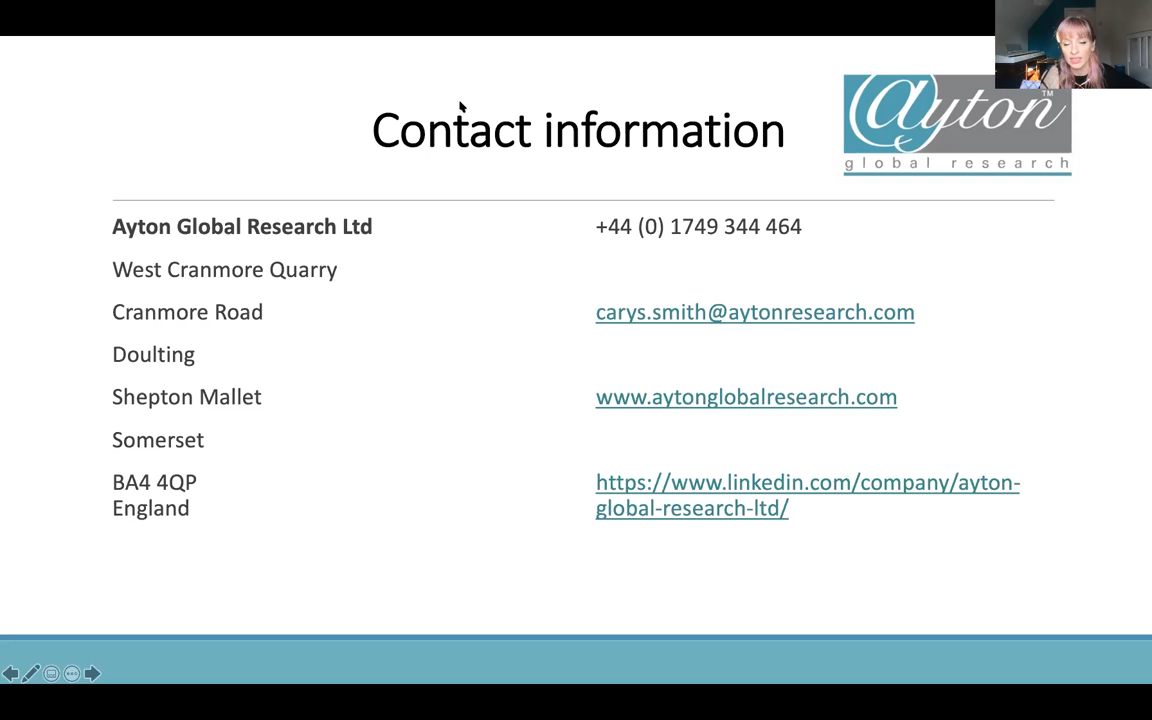 Contact information
@yton™
global research
Ayton Global Research Ltd
West Cranmore Quarry
Cranmore Road
Doulting
Shepton Mallet
Somerset
BA4 4QP
England
+44 (0) 1749 344 464
carys.smith@aytonresearch.com
www.aytonglobalresearch.com
https://www.linkedin.com/company/ayton-
global-research-ltd/